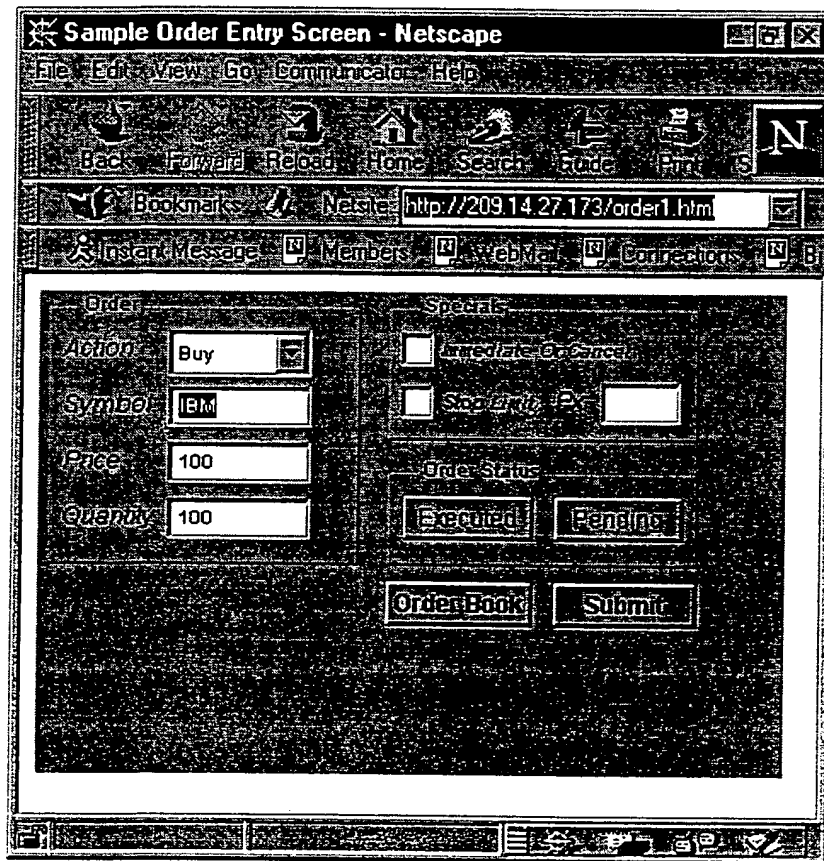 Sample Order Entry Screen - Netscape
File Edit View Go Communicator Help
Back Forward Reload Home Search Guide Print S
N
Bookmarks Netsite: http://209.14.27.173/order1.html
Instant Message Members WebMail Connections B
Order
Action Buy
Symbol IBM
Price 100
Quantity 100
Specials
Immediate Or Cancel
Stop Limit
Order Status
Executed Pending
Order Book Submit